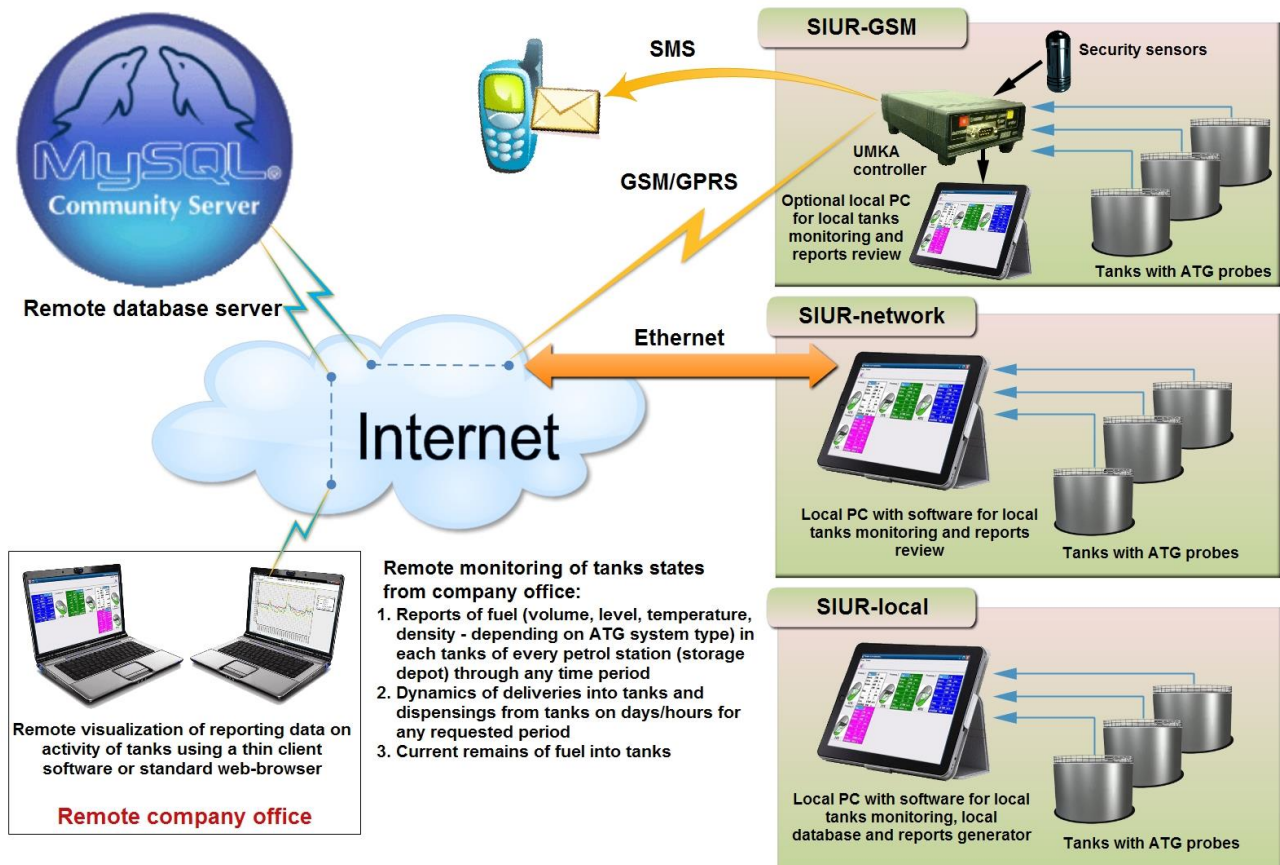 SIUR-GSM
SMS
Security sensors
MySQL®
Community Server
UMKA
controller
GSM/GPRS
Optional local PC
for local tanks
monitoring and
reports review
Tanks with ATG probes
Remote database server
SIUR-network
Ethernet
Internet
Local PC with software for local
tanks monitoring and reports
review
Tanks with ATG probes
Remote monitoring of tanks states
from company office:
1. Reports of fuel (volume, level, temperature,
density - depending on ATG system type) in
each tanks of every petrol station (storage
depot) through any time period
2. Dynamics of deliveries into tanks and
dispensings from tanks on days/hours for
any requested period
3. Current remains of fuel into tanks
Remote visualization of reporting data on
activity of tanks using a thin client
software or standard web-browser
Remote company office
SIUR-local
Local PC with software for local
tanks monitoring, local
database and reports generator
Tanks with ATG probes